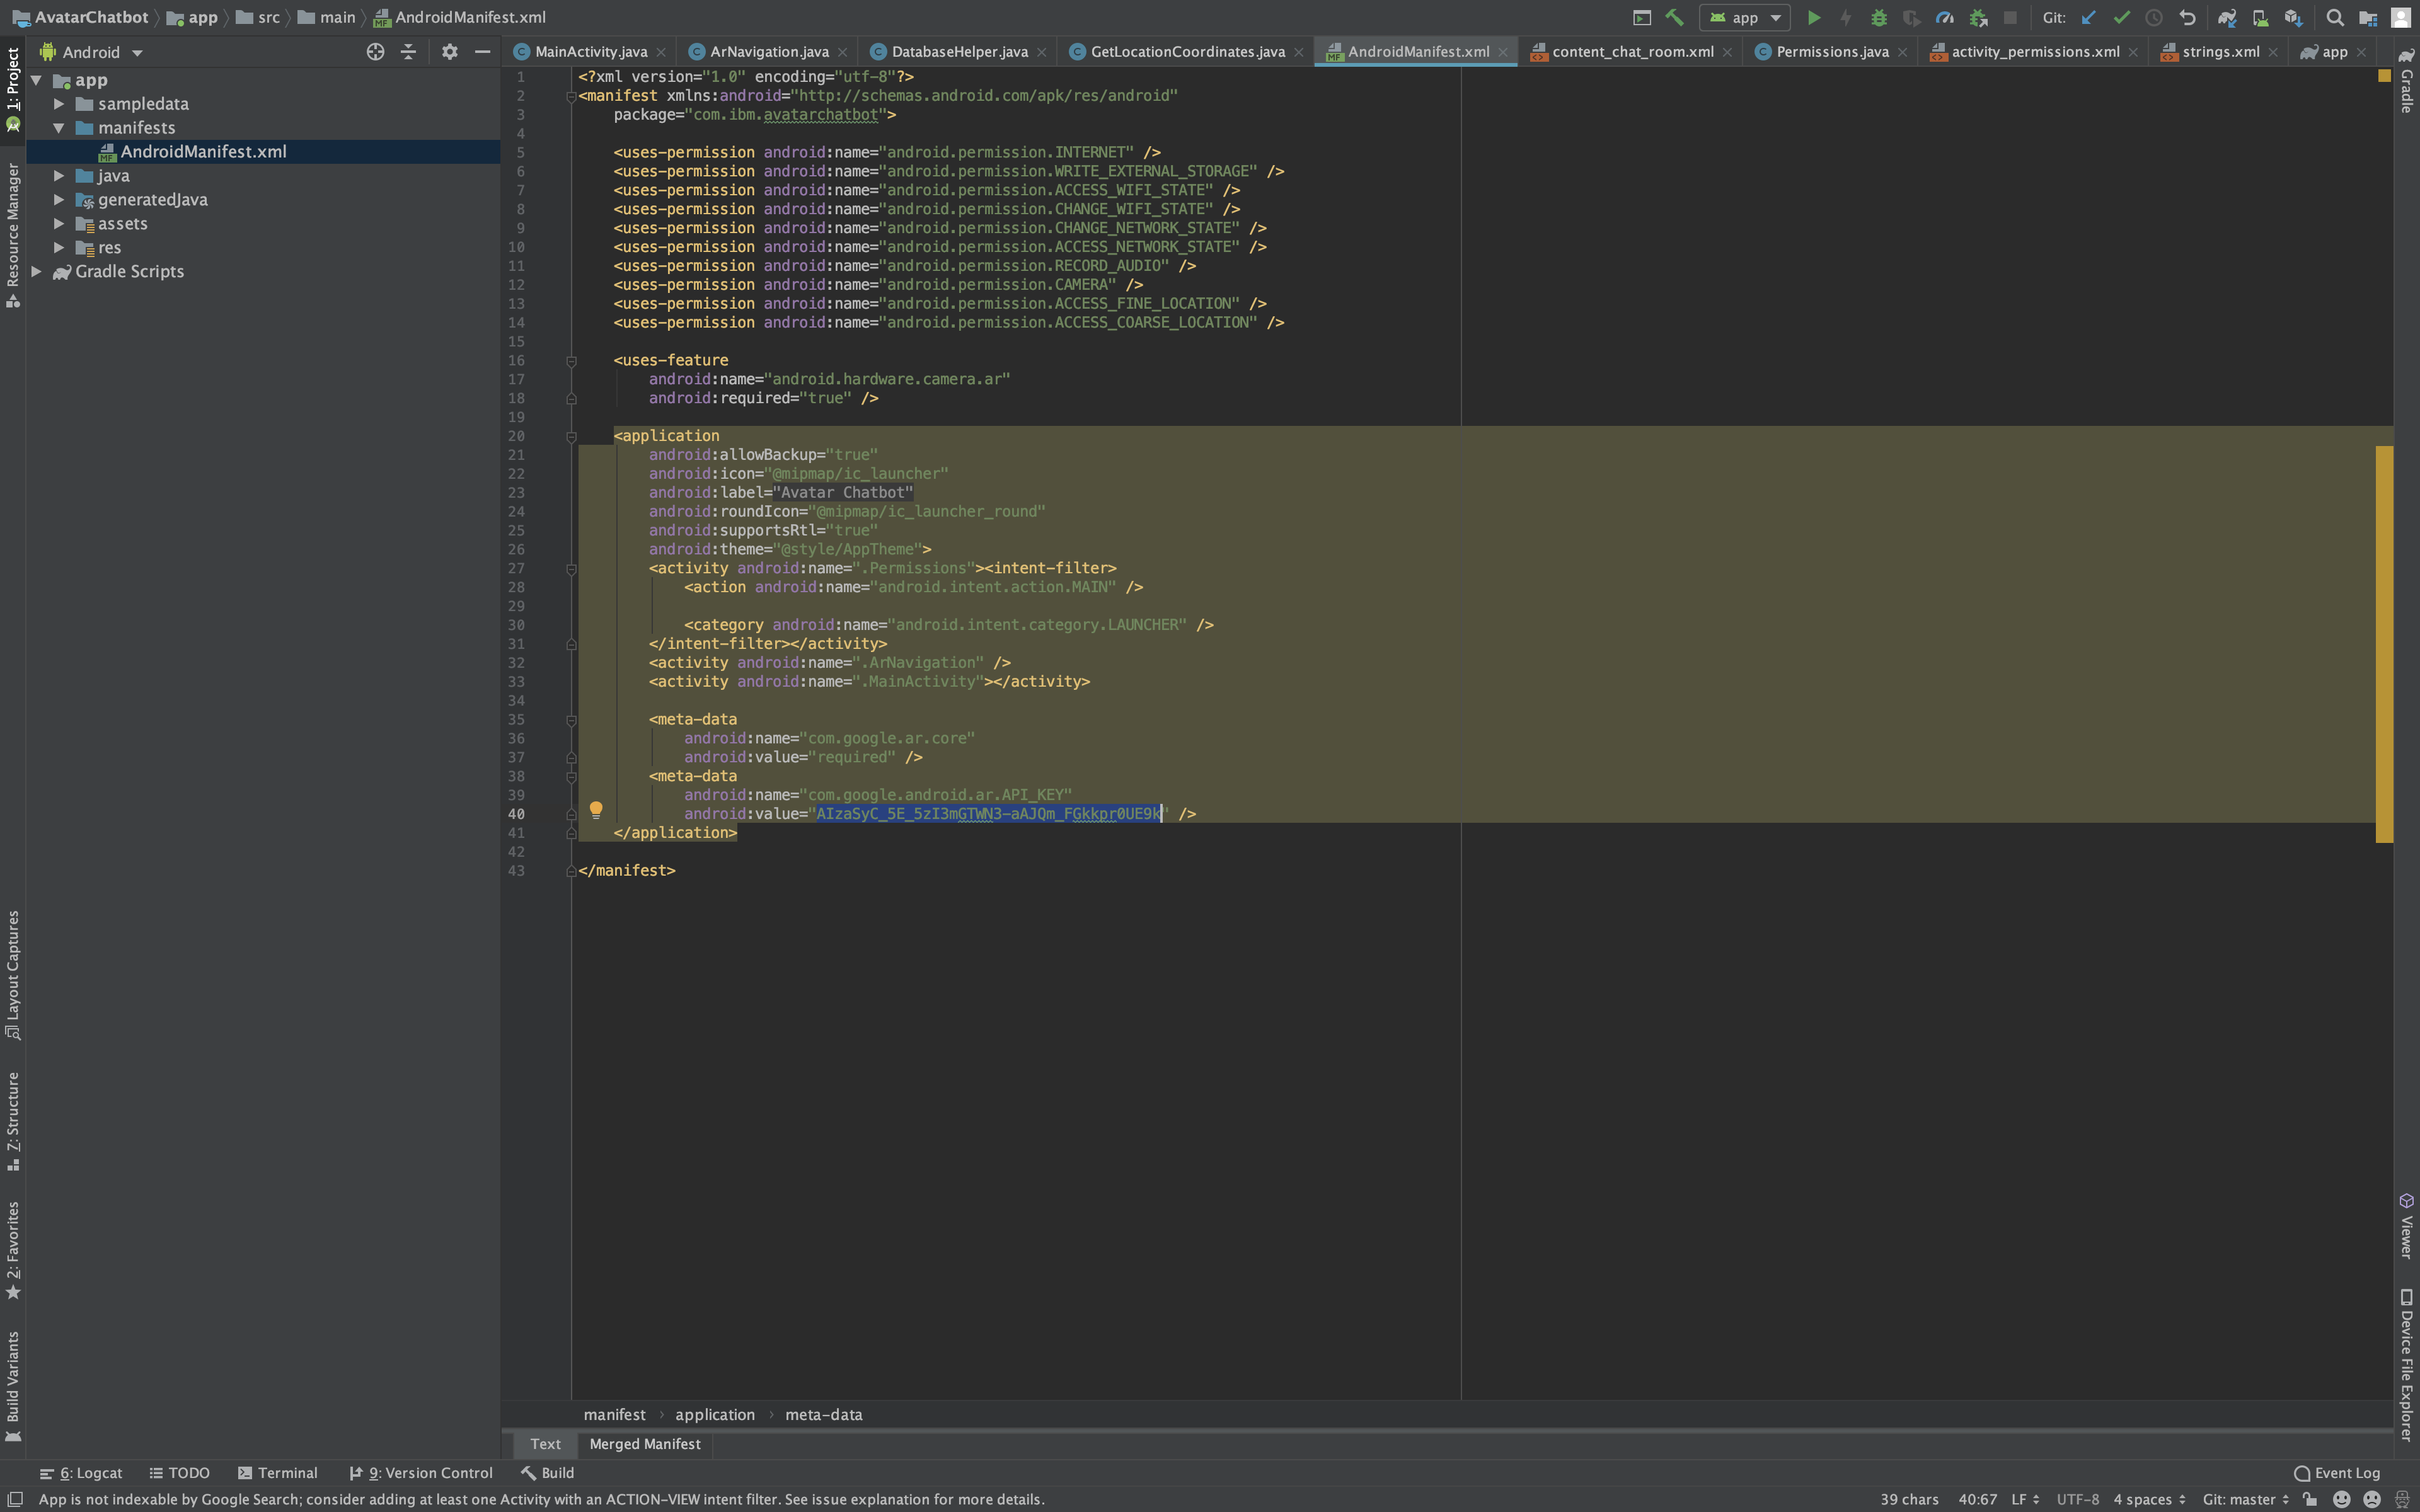 AvatarChatbot app src main AndroidManifest.xml
app Git:
Android
MainActivity.java ArNavigation.java DatabaseHelper.java GetLocationCoordinates.java AndroidManifest.xml content_chat_room.xml Permissions.java activity_permissions.xml strings.xml app
1: Project
Resource Manager
Layout Captures
Z: Structure
2: Favorites
Build Variants
app
sampledata
manifests
AndroidManifest.xml
java
generatedJava
assets
res
Gradle Scripts
1 <?xml version="1.0" encoding="utf-8"?>
2 <manifest xmlns:android="http://schemas.android.com/apk/res/android"
3 package="com.ibm.avatarchatbot">
4
5 <uses-permission android:name="android.permission.INTERNET" />
6 <uses-permission android:name="android.permission.WRITE_EXTERNAL_STORAGE" />
7 <uses-permission android:name="android.permission.ACCESS_WIFI_STATE" />
8 <uses-permission android:name="android.permission.CHANGE_WIFI_STATE" />
9 <uses-permission android:name="android.permission.CHANGE_NETWORK_STATE" />
10 <uses-permission android:name="android.permission.ACCESS_NETWORK_STATE" />
11 <uses-permission android:name="android.permission.RECORD_AUDIO" />
12 <uses-permission android:name="android.permission.CAMERA" />
13 <uses-permission android:name="android.permission.ACCESS_FINE_LOCATION" />
14 <uses-permission android:name="android.permission.ACCESS_COARSE_LOCATION" />
15
16 <uses-feature
17 android:name="android.hardware.camera.ar"
18 android:required="true" />
19
20 <application
21 android:allowBackup="true"
22 android:icon="@mipmap/ic_launcher"
23 android:label="Avatar Chatbot"
24 android:roundIcon="@mipmap/ic_launcher_round"
25 android:supportsRtl="true"
26 android:theme="@style/AppTheme">
27 <activity android:name=".Permissions"><intent-filter>
28 <action android:name="android.intent.action.MAIN" />
29
30 <category android:name="android.intent.category.LAUNCHER" />
31 </intent-filter></activity>
32 <activity android:name=".ArNavigation" />
33 <activity android:name=".MainActivity"></activity>
34
35 <meta-data
36 android:name="com.google.ar.core"
37 android:value="required" />
38 <meta-data
39 android:name="com.google.android.ar.API_KEY"
40 android:value="AIzaSyC_5E_5zI3mGTWN3-aAJQm_FGkkpr0UE9k" />
41 </application>
42
43 </manifest>
Gradle
Viewer
Device File Explorer
manifest application meta-data
Text Merged Manifest
6: Logcat TODO Terminal 9: Version Control Build Event Log
App is not indexable by Google Search; consider adding at least one Activity with an ACTION-VIEW intent filter. See issue explanation for more details. 39 chars 40:67 LF UTF-8 4 spaces Git: master